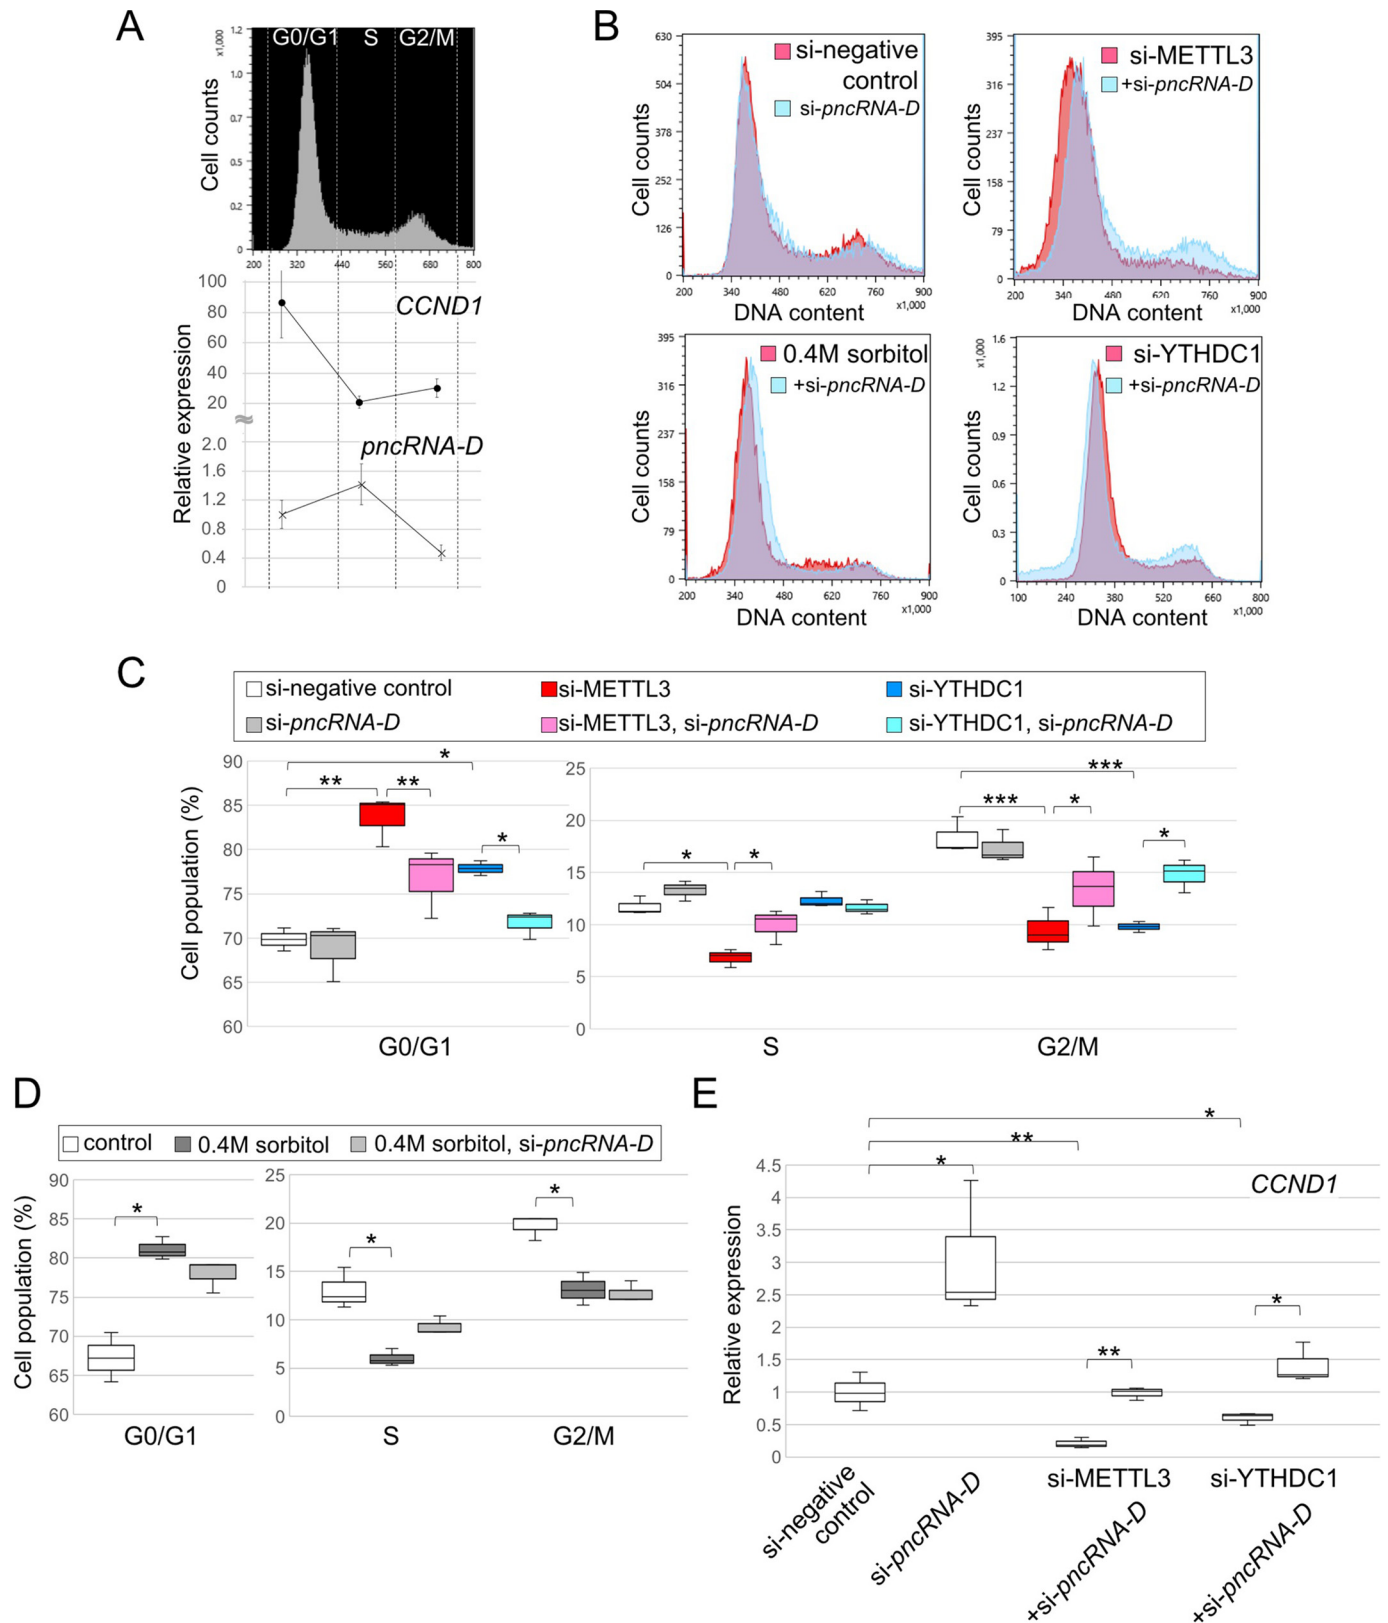 A
x1,000
1.2
1.0
0.7
0.5
0.2
0
Cell counts
G0/G1 S G2/M
200 320 440 560 680 800
100
80
60
40
20
2.0
1.6
1.2
0.8
0.4
0
Relative expression
CCND1
pncRNA-D
B
630
504
378
252
126
0
Cell counts
si-negative
control
si-pncRNA-D
200 340 480 620 760 900
x1,000
DNA content
395
316
237
158
79
0
Cell counts
si-METTL3
+si-pncRNA-D
200 340 480 620 760 900
x1,000
DNA content
395
316
237
158
79
0
Cell counts
0.4M sorbitol
+si-pncRNA-D
200 340 480 620 760 900
x1,000
DNA content
x1,000
1.6
1.2
0.9
0.6
0.3
0
Cell counts
si-YTHDC1
+si-pncRNA-D
100 240 380 520 660 800
x1,000
DNA content
C
si-negative control si-METTL3 si-YTHDC1
si-pncRNA-D si-METTL3, si-pncRNA-D si-YTHDC1, si-pncRNA-D
Cell population (%)
90
85
80
75
70
65
60
*
** **
*
G0/G1
25
20
15
10
5
0
* *
***
*** *
*
S G2/M
D
control 0.4M sorbitol 0.4M sorbitol, si-pncRNA-D
Cell population (%)
90
85
80
75
70
65
60
*
G0/G1
25
20
15
10
5
0
*
*
S G2/M
E
*
**
*
Relative expression
4.5
4
3.5
3
2.5
2
1.5
1
0.5
0
CCND1
**
*
si-negative
control
si-pncRNA-D
si-METTL3
+si-pncRNA-D
si-YTHDC1
+si-pncRNA-D